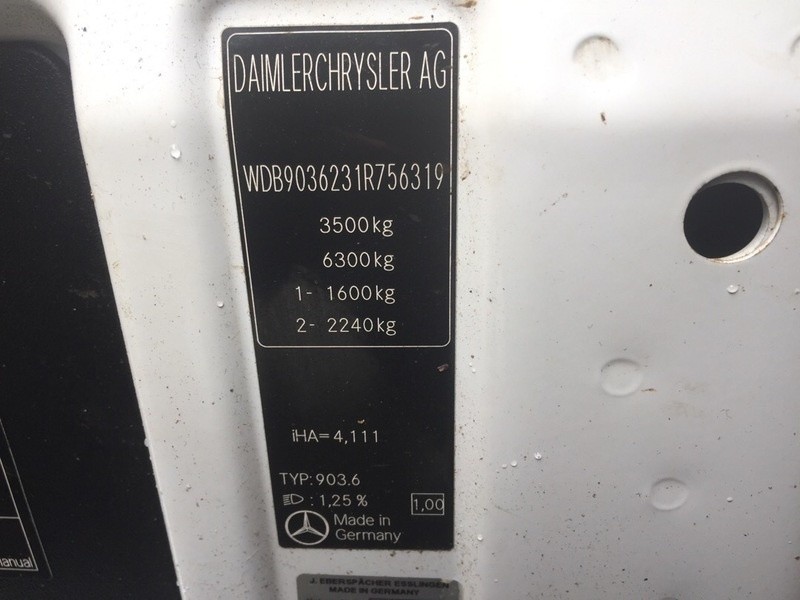 DAIMLERCHRYSLER AG
WDB9036231R756319
3500kg
6300kg
1- 1600kg
2- 2240kg
iHA=4,111
TYP:903.6
: 1,25 % 1,00
Made in
Germany
J. EBERSPÄCHER ESSLINGEN
MADE IN GERMANY
manual